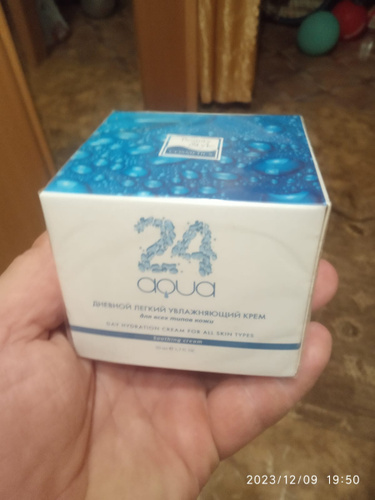 24
aqua
ДНЕВНОЙ ЛЕГКИЙ УВЛАЖНЯЮЩИЙ КРЕМ
для всех типов кожи
DAY HYDRATION CREAM FOR ALL SKIN TYPES
cream
2023/12/09 19:50